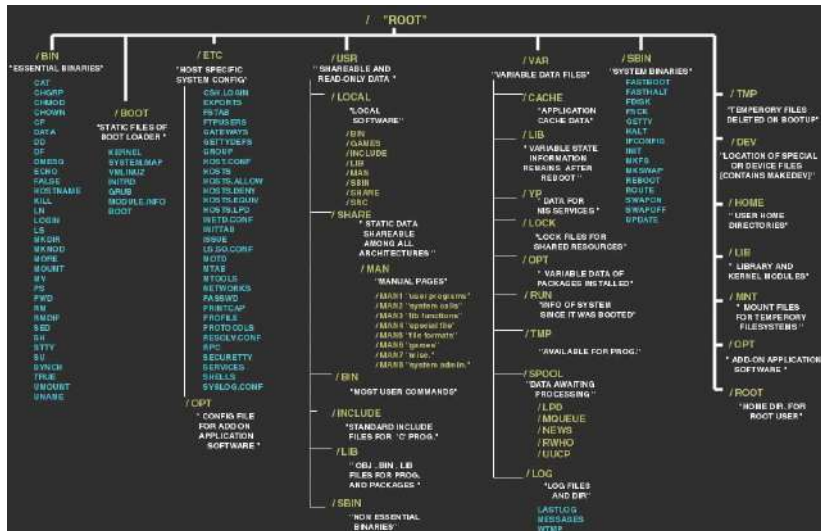 / "ROOT"
/BIN
"ESSENTIAL BINARIES"
CAT
CHGRP
CHMOD
CHOWN
CP
DATA
DD
DF
DMESG
ECHO
FALSE
HOSTNAME
KILL
LN
LOGIN
LS
MKDIR
MKNOD
MORE
MOUNT
MV
PS
PWD
RM
RMDIR
SED
SH
STTY
SU
SYNCH
TRUE
UMOUNT
UNAME
/BOOT
"STATIC FILES OF
BOOT LOADER"
KERNEL
SYSTEM.MAP
VMLINUZ
INITRD
GRUB
MODULE.INFO
BOOT
/ETC
"HOST SPECIFIC
SYSTEM CONFIG"
CSH.LOGIN
EXPORTS
FSTAB
FTPUSERS
GATEWAYS
GETTYDEFS
GROUP
HOST.CONF
HOSTS
HOSTS.ALLOW
HOSTS.DENY
HOSTS.EQUIV
HOSTS.LPD
INETD.CONF
INITTAB
ISSUE
LS.SO.CONF
MOTD
MTAB
MTOOLS
NETWORKS
PASSWD
PRINTCAP
PROFILE
PROTOCOLS
RESOLV.CONF
RPC
SECURETTY
SERVICES
SHELLS
SYSLOG.CONF
/OPT
"CONFIG FILE
FOR ADD ON
APPLICATION
SOFTWARE"
/USR
"SHAREABLE AND
READ-ONLY DATA"
/LOCAL
"LOCAL
SOFTWARE"
/BIN
/GAMES
/INCLUDE
/LIB
/MAN
/SBIN
/SHARE
/SRC
/SHARE
"STATIC DATA
SHAREABLE
AMONG ALL
ARCHITECTURES"
/MAN
"MANUAL PAGES"
/MAN1 "user programs"
/MAN2 "system calls"
/MAN3 "lib functions"
/MAN4 "special file"
/MAN5 "file formats"
/MAN6 "games"
/MAN7 "misc."
/MAN8 "system admin."
/BIN
"MOST USER COMMANDS"
/INCLUDE
"STANDARD INCLUDE
FILES FOR 'C' PROG."
/LIB
"OBJ, BIN, LIB
FILES FOR PROG.
AND PACKAGES"
/SBIN
"NON ESSENTIAL
BINARIES"
/VAR
"VARIABLE DATA FILES"
/CACHE
"APPLICATION
CACHE DATA"
/LIB
"VARIABLE STATE
INFORMATION
REMAINS AFTER
REBOOT"
/YP
"DATA FOR
NIS SERVICES"
/LOCK
"LOCK FILES FOR
SHARED RESOURCES"
/OPT
"VARIABLE DATA OF
PACKAGES INSTALLED"
/RUN
"INFO OF SYSTEM
SINCE IT WAS BOOTED"
/TMP
"AVAILABLE FOR PROG."
/SPOOL
"DATA AWAITING
PROCESSING"
/LPD
/MQUEUE
/NEWS
/RWHO
/UUCP
/LOG
"LOG FILES
AND DIR"
LASTLOG
MESSAGES
WTMP
/SBIN
"SYSTEM BINARIES"
FASTBOOT
FASTHALT
FDISK
FSCK
GETTY
HALT
IFCONFIG
INIT
MKFS
MKSWAP
REBOOT
ROUTE
SWAPON
SWAPOFF
UPDATE
/TMP
"TEMPERORY FILES
DELETED ON BOOTUP"
/DEV
"LOCATION OF SPECIAL
OR DEVICE FILES
[CONTAINS MAKEDEV]"
/HOME
"USER HOME
DIRECTORIES"
/LIB
"LIBRARY AND
KERNEL MODULES"
/MNT
"MOUNT FILES
FOR TEMPERORY
FILESYSTEMS"
/OPT
"ADD-ON APPLICATION
SOFTWARE"
/ROOT
"HOME DIR. FOR
ROOT USER"